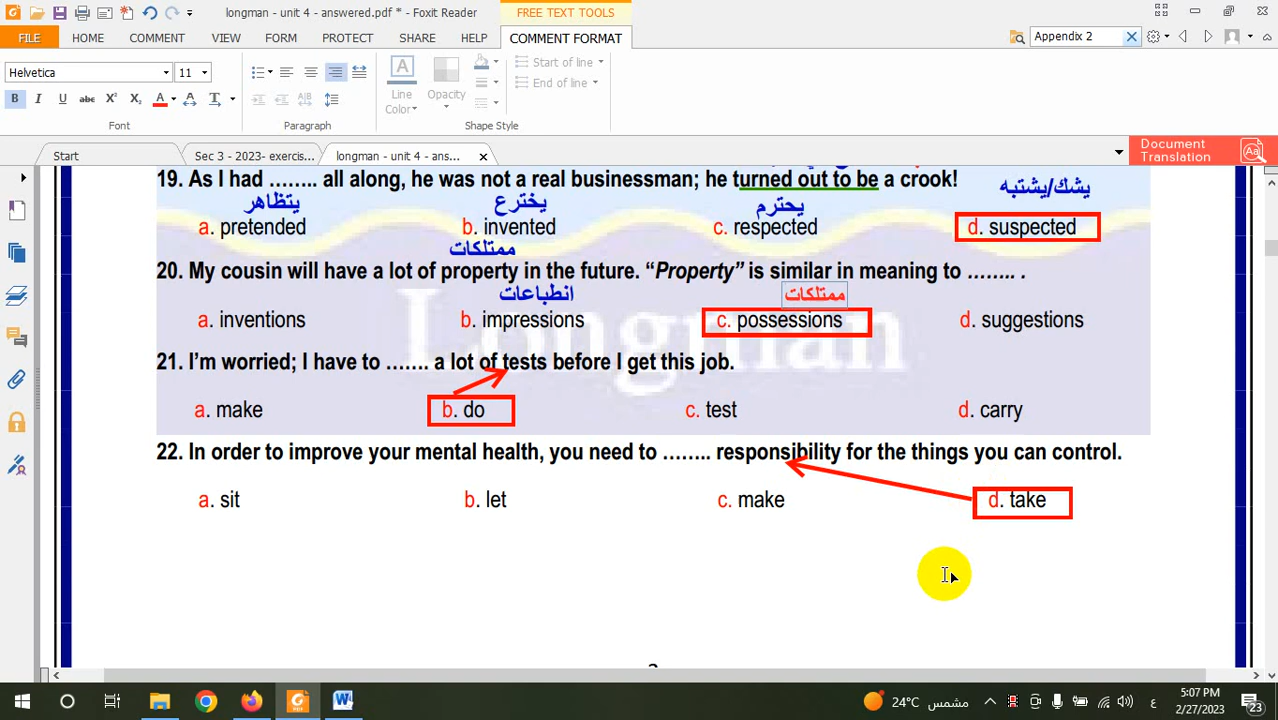 longman - unit 4 - answered.pdf * - Foxit Reader
FREE TEXT TOOLS
FILE HOME COMMENT VIEW FORM PROTECT SHARE HELP COMMENT FORMAT
Appendix 2
Helvetica 11
Start of line
End of line
B I U abc X² X₂ A A T
A
Line Color
Opacity
Font Paragraph Shape Style
Start
Sec 3 - 2023- exercis...
longman - unit 4 - ans...
Document Translation
19. As I had …….. all along, he was not a real businessman; he turned out to be a crook!
يتظاهر يخترع يحترم يشك/يشتبه
a. pretended b. invented c. respected d. suspected
ممتلكات
20. My cousin will have a lot of property in the future. “Property” is similar in meaning to …….. .
انطباعات ممتلكات
a. inventions b. impressions c. possessions d. suggestions
21. I’m worried; I have to ……. a lot of tests before I get this job.
a. make b. do c. test d. carry
22. In order to improve your mental health, you need to …….. responsibility for the things you can control.
a. sit b. let c. make d. take
Longman
24°C مشمس
ع
5:07 PM
2/27/2023
23